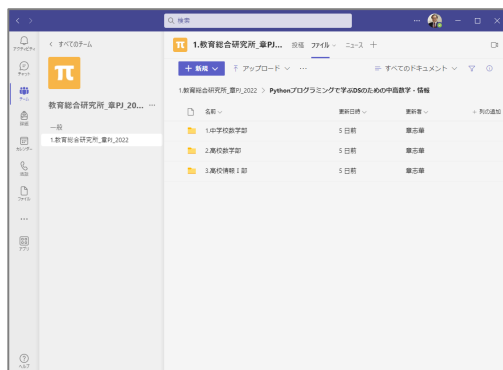 検索
アクティビティ
チャット
チーム
課題
カレンダー
通話
ファイル
アプリ
ヘルプ
すべてのチーム
π
教育総合研究所_章PJ_20...
一般
1.教育総合研究所_章PJ_2022
π 1.教育総合研究所_章PJ... 投稿 ファイル ニュース
新規 アップロード すべてのドキュメント
1.教育総合研究所_章PJ_2022 > Pythonプログラミングで学ぶDSのための中高数学・情報
名前 更新日時 更新者 + 列の追加
1.中学校数学部 5 日前 章志華
2.高校数学部 5 日前 章志華
3.高校情報 I 部 5 日前 章志華